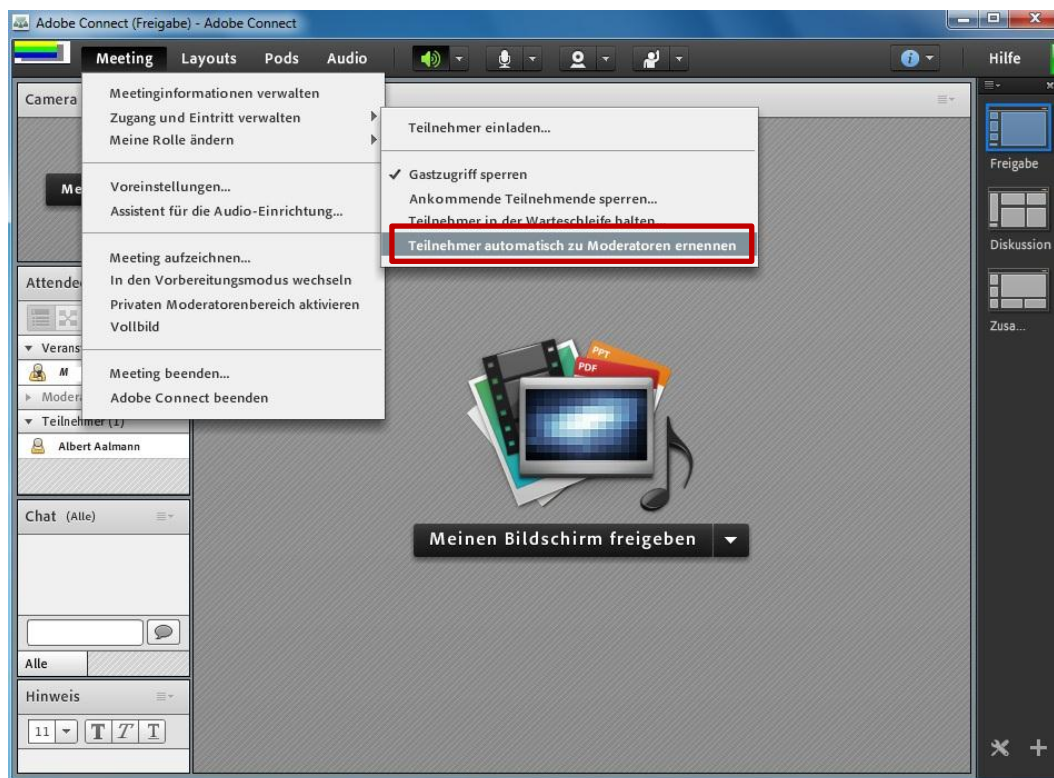 Adobe Connect (Freigabe) - Adobe Connect
Meeting Layouts Pods Audio Hilfe
Camera
Meetinginformationen verwalten
Zugang und Eintritt verwalten
Meine Rolle ändern
Voreinstellungen...
Assistent für die Audio-Einrichtung...
Meeting aufzeichnen...
In den Vorbereitungsmodus wechseln
Privaten Moderatorenbereich aktivieren
Vollbild
Meeting beenden...
Adobe Connect beenden
Teilnehmer einladen...
Gastzugriff sperren
Ankommende Teilnehmende sperren...
Teilnehmer in der Warteschleife halten...
Teilnehmer automatisch zu Moderatoren ernennen
Me
Attende
Verans
M
Modera
Teilnehmer (1)
Albert Aalmann
Chat (Alle)
Alle
Hinweis
11 T T T
PPT
PDF
Meinen Bildschirm freigeben
Freigabe
Diskussion
Zusa...